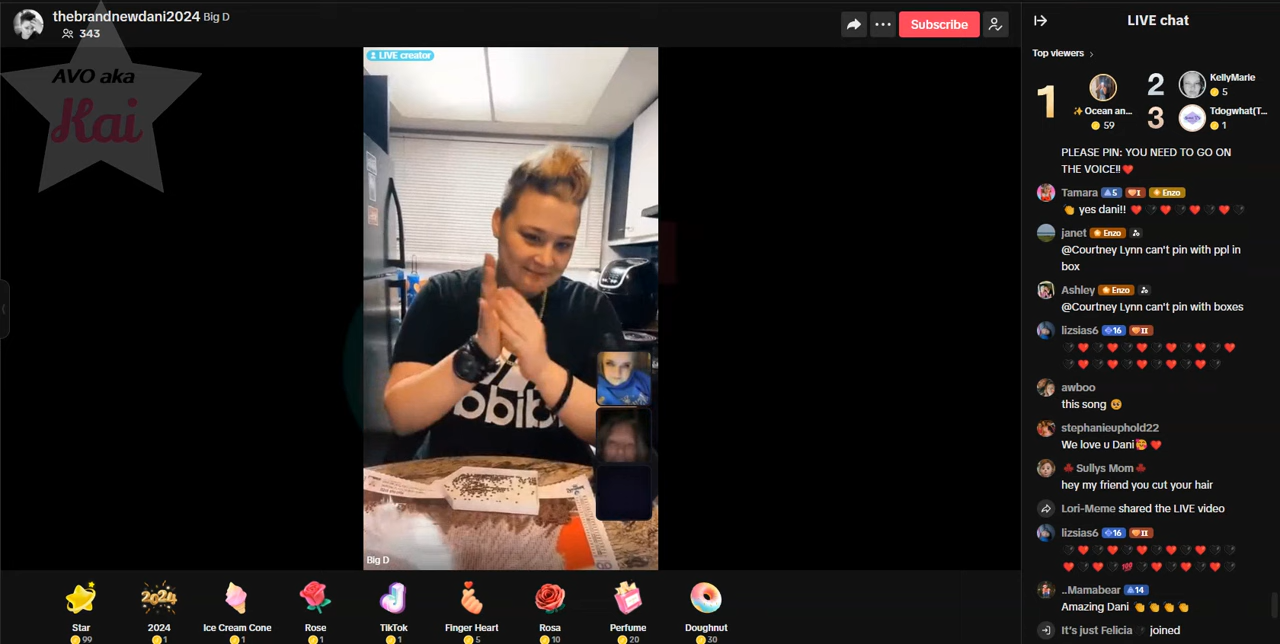 thebrandnewdani2024 Big D
343
Subscribe
AVO aka
Kai
LIVE creator
Big D
Star
99
2024
2024
1
Ice Cream Cone
1
Rose
1
TikTok
1
Finger Heart
5
Rosa
10
Perfume
20
Doughnut
30
LIVE chat
Top viewers
1
✨Ocean an...
59
2
KellyMarie
5
3
Tdogwhat(T...
1
PLEASE PIN: YOU NEED TO GO ON
THE VOICE!!❤️
Tamara 5 I Enzo
👏 yes dani!! ❤️🖤❤️🖤❤️🖤❤️🖤
janet Enzo
@Courtney Lynn can't pin with ppl in
box
Ashley Enzo
@Courtney Lynn can't pin with boxes
lizsias6 16 II
🖤❤️🖤❤️🖤❤️🖤❤️🖤❤️🖤❤️
🖤❤️🖤❤️🖤❤️🖤❤️🖤❤️🖤
awboo
this song 🥺
stephanieuphold22
We love u Dani🥰❤️
☘️Sullys Mom☘️
hey my friend you cut your hair
Lori-Meme shared the LIVE video
lizsias6 16 II
🖤❤️🖤❤️🖤❤️🖤❤️🖤❤️🖤🖤
❤️🖤❤️🖤💯🖤❤️🖤❤️🖤❤️🖤
..Mamabear 14
Amazing Dani 👏👏👏👏
It's just Felicia🖤 joined